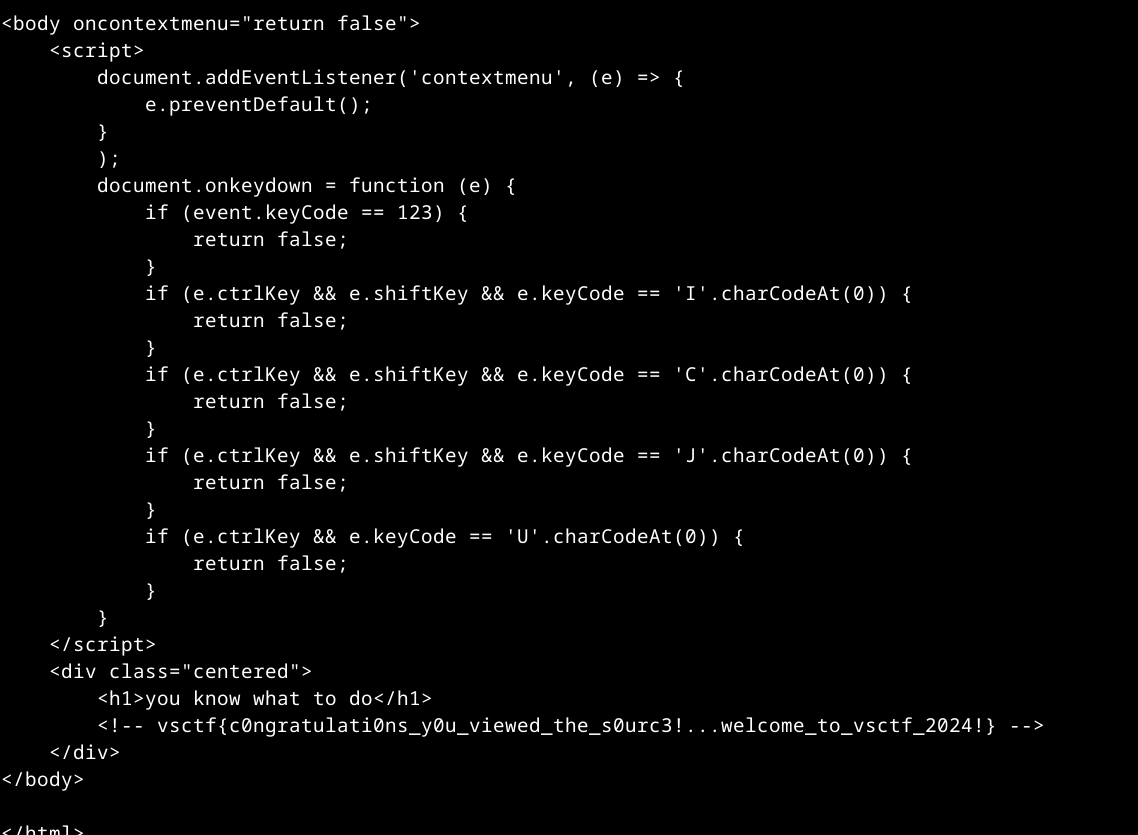 <body oncontextmenu="return false">
    <script>
        document.addEventListener('contextmenu', (e) => {
            e.preventDefault();
        }
        );
        document.onkeydown = function (e) {
            if (event.keyCode == 123) {
                return false;
            }
            if (e.ctrlKey && e.shiftKey && e.keyCode == 'I'.charCodeAt(0)) {
                return false;
            }
            if (e.ctrlKey && e.shiftKey && e.keyCode == 'C'.charCodeAt(0)) {
                return false;
            }
            if (e.ctrlKey && e.shiftKey && e.keyCode == 'J'.charCodeAt(0)) {
                return false;
            }
            if (e.ctrlKey && e.keyCode == 'U'.charCodeAt(0)) {
                return false;
            }
        }
    </script>
    <div class="centered">
        <h1>you know what to do</h1>
        <!-- vsctf{c0ngratulati0ns_y0u_viewed_the_s0urc3!...welcome_to_vsctf_2024!} -->
    </div>
</body>

</html>